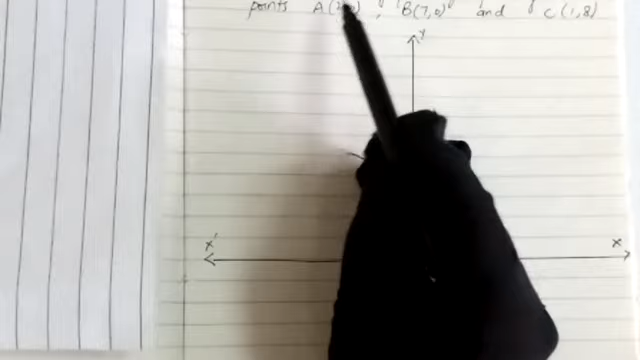 points A( B(7,0) and C(1,8)
Y
X' X